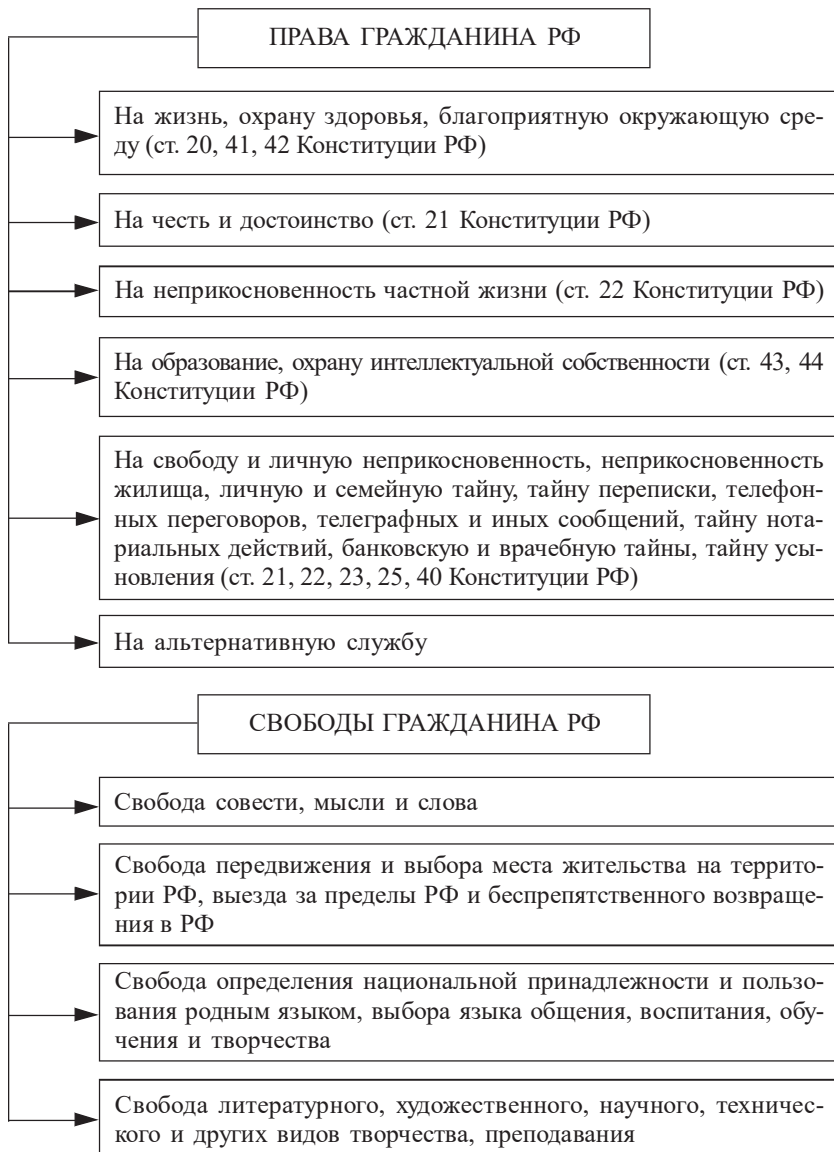 ПРАВА ГРАЖДАНИНА РФ
На жизнь, охрану здоровья, благоприятную окружающую сре-
ду (ст. 20, 41, 42 Конституции РФ)
На честь и достоинство (ст. 21 Конституции РФ)
На неприкосновенность частной жизни (ст. 22 Конституции РФ)
На образование, охрану интеллектуальной собственности (ст. 43, 44
Конституции РФ)
На свободу и личную неприкосновенность, неприкосновенность
жилища, личную и семейную тайну, тайну переписки, телефон-
ных переговоров, телеграфных и иных сообщений, тайну нота-
риальных действий, банковскую и врачебную тайны, тайну усы-
новления (ст. 21, 22, 23, 25, 40 Конституции РФ)
На альтернативную службу
СВОБОДЫ ГРАЖДАНИНА РФ
Свобода совести, мысли и слова
Свобода передвижения и выбора места жительства на террито-
рии РФ, выезда за пределы РФ и беспрепятственного возвраще-
ния в РФ
Свобода определения национальной принадлежности и пользо-
вания родным языком, выбора языка общения, воспитания, обу-
чения и творчества
Свобода литературного, художественного, научного, техничес-
кого и других видов творчества, преподавания